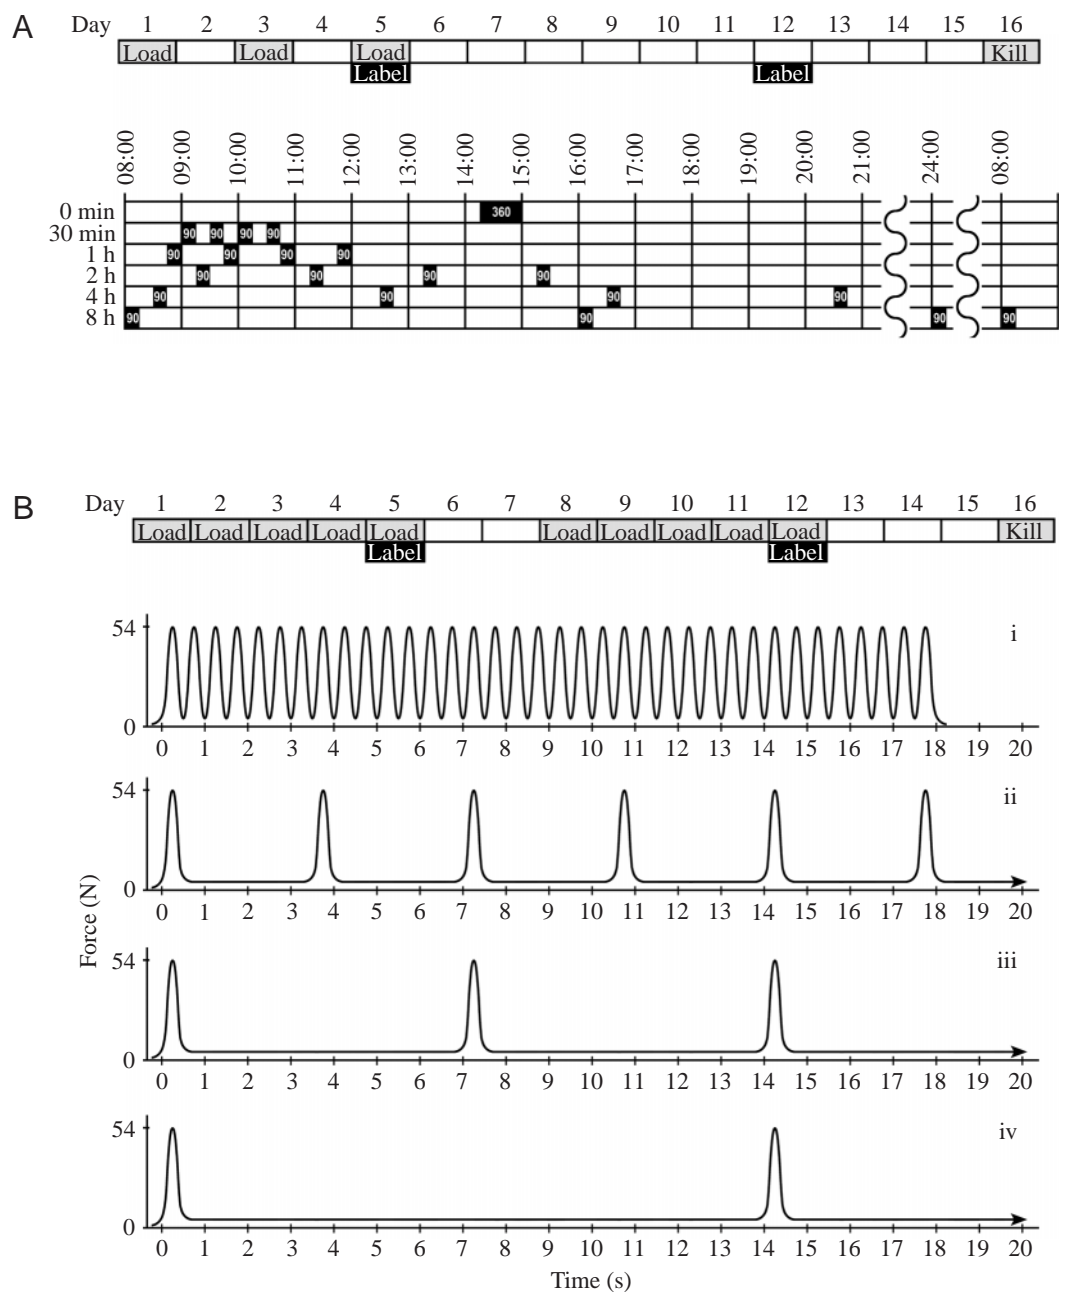 A
Day 1 2 3 4 5 6 7 8 9 10 11 12 13 14 15 16
Load Load Load Kill
Label Label
08:00 09:00 10:00 11:00 12:00 13:00 14:00 15:00 16:00 17:00 19:00 20:00 21:00 24:00 08:00
0 min 360
30 min 90 90 90 90
1 h 90 90 90 90
2 h 90 90 90 90
4 h 90 90 90 90
8 h 90 90 90 90
B
Day 1 2 3 4 5 6 7 8 9 10 11 12 13 14 15 16
Load Load Load Load Load Load Load Load Load Load Kill
Label Label
54 i
0
0 1 2 3 4 5 6 7 8 9 10 11 12 13 14 15 16 17 18 19 20
54 ii
0
0 1 2 3 4 5 6 7 8 9 10 11 12 13 14 15 16 17 18 19 20
Force (N)
54 iii
0
0 1 2 3 4 5 6 7 8 9 10 11 12 13 14 15 16 17 18 19 20
54 iv
0
0 1 2 3 4 5 6 7 8 9 10 11 12 13 14 15 16 17 18 19 20
Time (s)